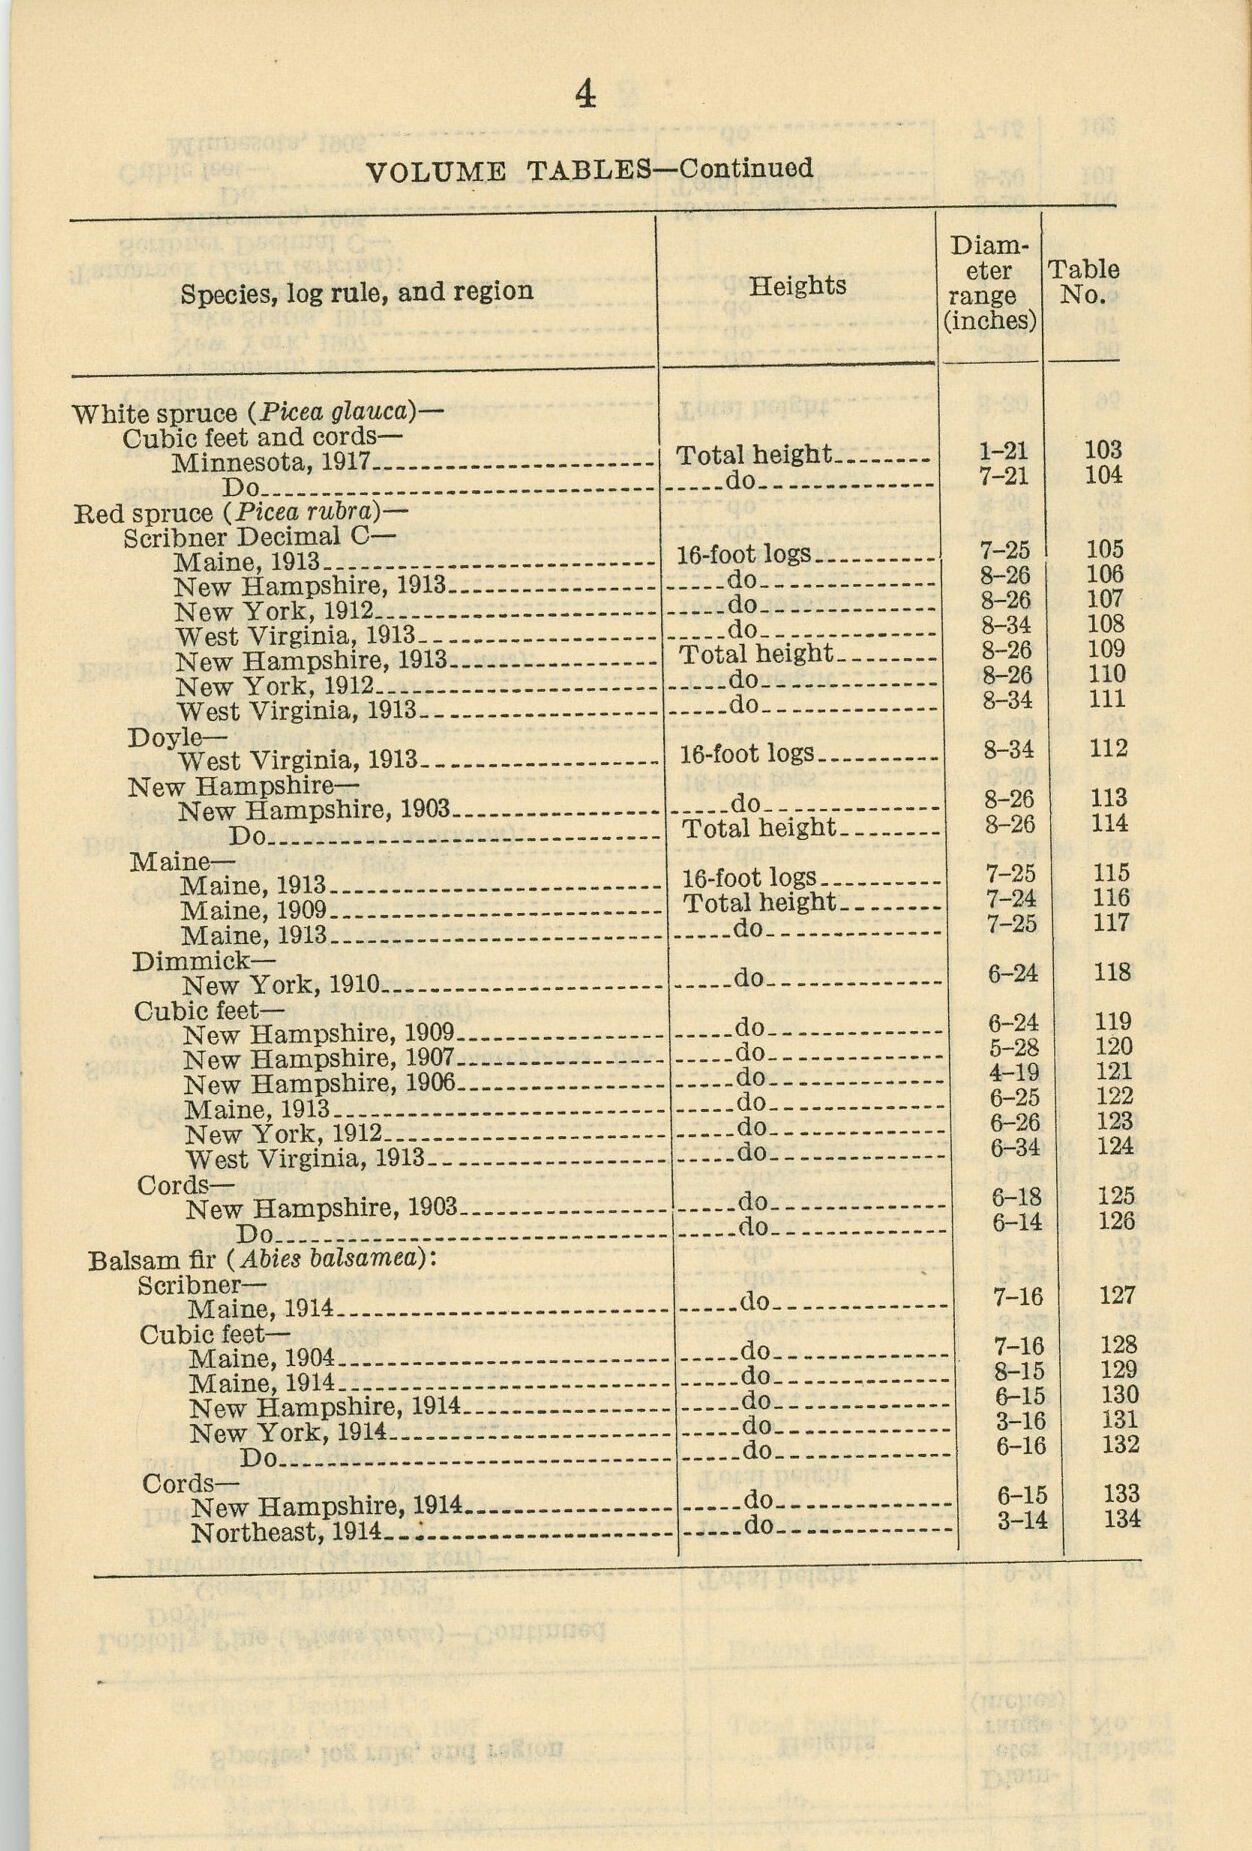 4
VOLUME TABLES—Continued
Species, log rule, and region Heights Diam-eter range (inches) Table No.
White spruce (Picea glauca)—
Cubic feet and cords—
Minnesota, 1917 Total height 1–21 103
Do do 7–21 104
Red spruce (Picea rubra)—
Scribner Decimal C—
Maine, 1913 16-foot logs 7–25 105
New Hampshire, 1913 do 8–26 106
New York, 1912 do 8–26 107
West Virginia, 1913 do 8–34 108
New Hampshire, 1913 Total height 8–26 109
New York, 1912 do 8–26 110
West Virginia, 1913 do 8–34 111
Doyle—
West Virginia, 1913 16-foot logs 8–34 112
New Hampshire—
New Hampshire, 1903 do 8–26 113
Do Total height 8–26 114
Maine—
Maine, 1913 16-foot logs 7–25 115
Maine, 1909 Total height 7–24 116
Maine, 1913 do 7–25 117
Dimmick—
New York, 1910 do 6–24 118
Cubic feet—
New Hampshire, 1909 do 6–24 119
New Hampshire, 1907 do 5–28 120
New Hampshire, 1906 do 4–19 121
Maine, 1913 do 6–25 122
New York, 1912 do 6–26 123
West Virginia, 1913 do 6–34 124
Cords—
New Hampshire, 1903 do 6–18 125
Do do 6–14 126
Balsam fir (Abies balsamea):
Scribner—
Maine, 1914 do 7–16 127
Cubic feet—
Maine, 1904 do 7–16 128
Maine, 1914 do 8–15 129
New Hampshire, 1914 do 6–15 130
New York, 1914 do 3–16 131
Do do 6–16 132
Cords—
New Hampshire, 1914 do 6–15 133
Northeast, 1914 do 3–14 134